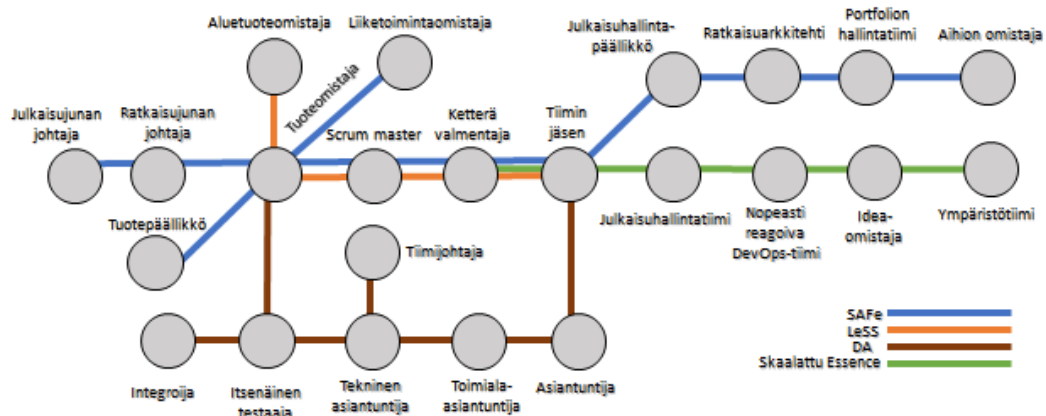 Aluetuoteomistaja
Liiketoimintaomistaja
Julkaisuhallinta-
päällikkö
Ratkaisuarkkitehti
Portfolion
hallintatiimi
Aihion omistaja
Julkaisujunan
johtaja
Ratkaisujunan
johtaja
Tuoteomistaja
Scrum master
Ketterä
valmentaja
Tiimin
jäsen
Tuotepäällikkö
Tiimijohtaja
Julkaisuhallintatiimi
Nopeasti
reagoiva
DevOps-tiimi
Idea-
omistaja
Ympäristötiimi
Integroija
Itsenäinen
testaaja
Tekninen
asiantuntija
Toimiala-
asiantuntija
Asiantuntija
SAFe
LeSS
DA
Skaalattu Essence